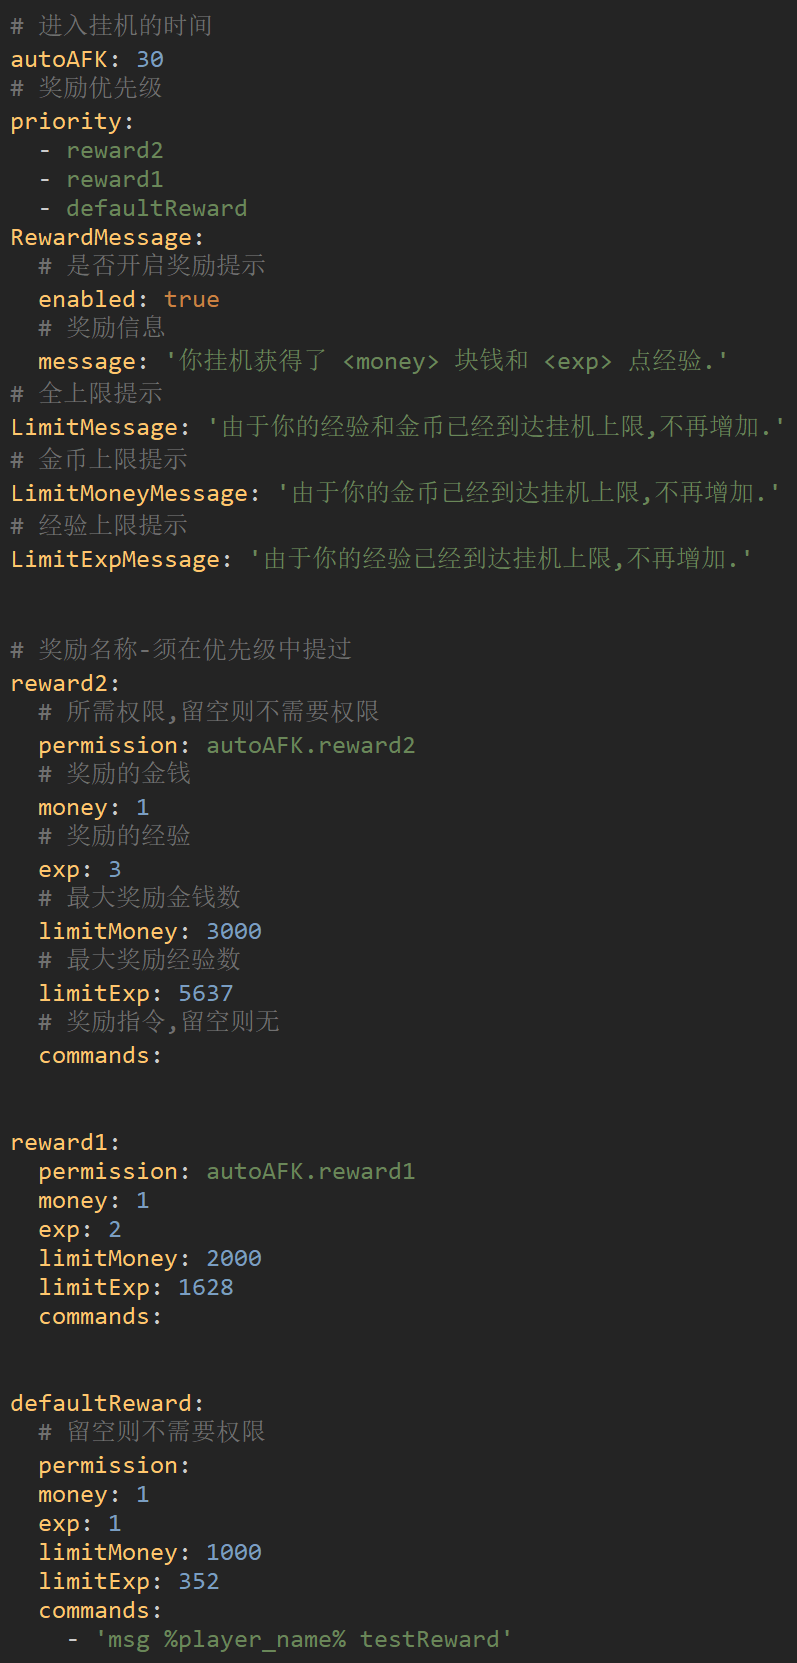 # 进入挂机的时间
autoAFK: 30
# 奖励优先级
priority:
  - reward2
  - reward1
  - defaultReward
RewardMessage:
  # 是否开启奖励提示
  enabled: true
  # 奖励信息
  message: '你挂机获得了 <money> 块钱和 <exp> 点经验.'
# 全上限提示
LimitMessage: '由于你的经验和金币已经到达挂机上限,不再增加.'
# 金币上限提示
LimitMoneyMessage: '由于你的金币已经到达挂机上限,不再增加.'
# 经验上限提示
LimitExpMessage: '由于你的经验已经到达挂机上限,不再增加.'
# 奖励名称-须在优先级中提过
reward2:
  # 所需权限,留空则不需要权限
  permission: autoAFK.reward2
  # 奖励的金钱
  money: 1
  # 奖励的经验
  exp: 3
  # 最大奖励金钱数
  limitMoney: 3000
  # 最大奖励经验数
  limitExp: 5637
  # 奖励指令,留空则无
  commands:
reward1:
  permission: autoAFK.reward1
  money: 1
  exp: 2
  limitMoney: 2000
  limitExp: 1628
  commands:
defaultReward:
  # 留空则不需要权限
  permission:
  money: 1
  exp: 1
  limitMoney: 1000
  limitExp: 352
  commands:
    - 'msg %player_name% testReward'